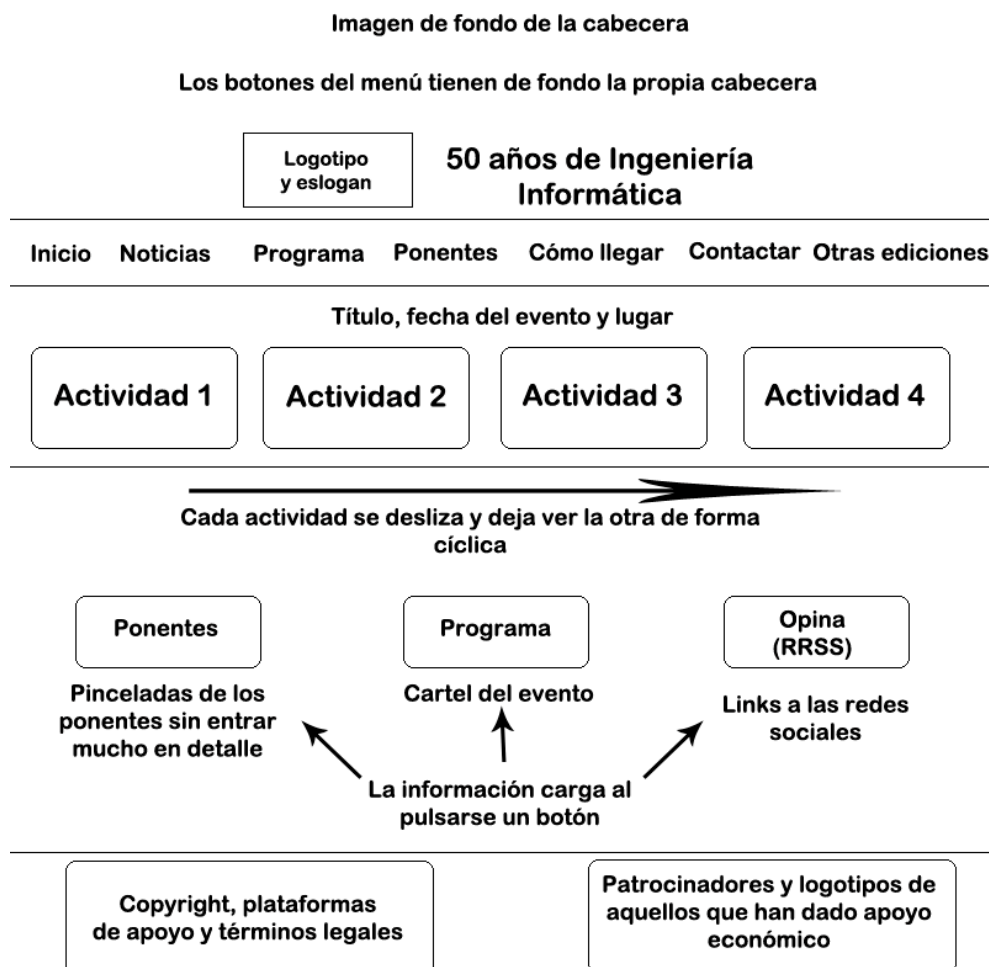 Imagen de fondo de la cabecera
Los botones del menú tienen de fondo la propia cabecera
Logotipo
y eslogan
50 años de Ingeniería
Informática
Inicio Noticias Programa Ponentes Cómo llegar Contactar Otras ediciones
Título, fecha del evento y lugar
Actividad 1 Actividad 2 Actividad 3 Actividad 4
Cada actividad se desliza y deja ver la otra de forma
cíclica
Ponentes
Pinceladas de los
ponentes sin entrar
mucho en detalle
Programa
Cartel del evento
Opina
(RRSS)
Links a las redes
sociales
La información carga al
pulsarse un botón
Copyright, plataformas
de apoyo y términos legales
Patrocinadores y logotipos de
aquellos que han dado apoyo
económico